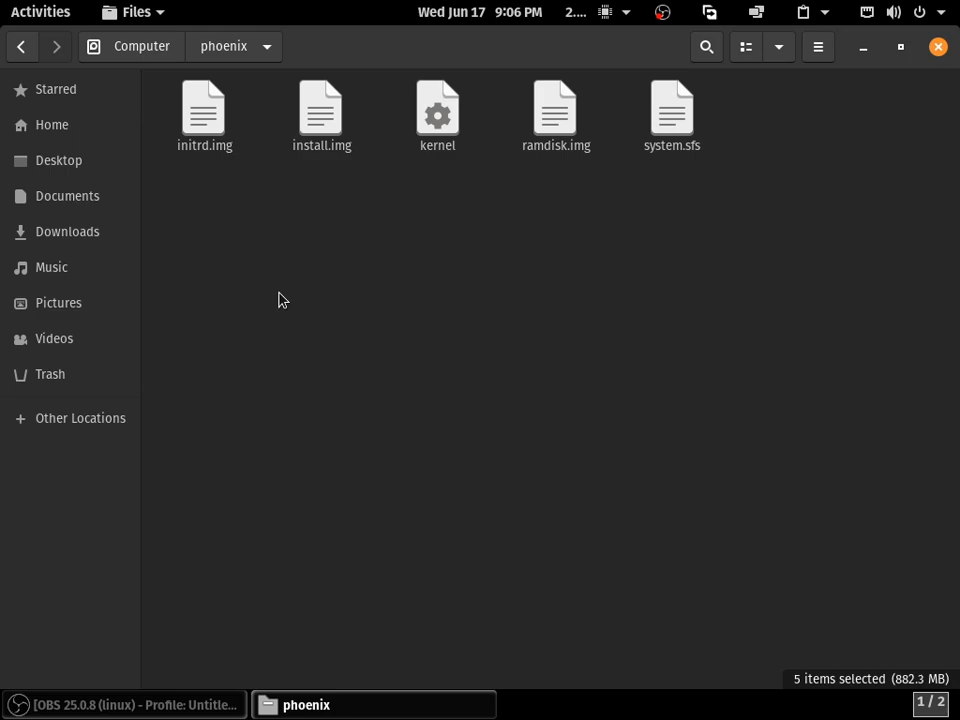 Activities Files Wed Jun 17 9:06 PM 2....
Computer phoenix
Starred
Home
Desktop
Documents
Downloads
Music
Pictures
Videos
Trash
Other Locations
initrd.img install.img kernel ramdisk.img system.sfs
5 items selected (882.3 MB)
[OBS 25.0.8 (linux) - Profile: Untitle... phoenix 1 / 2